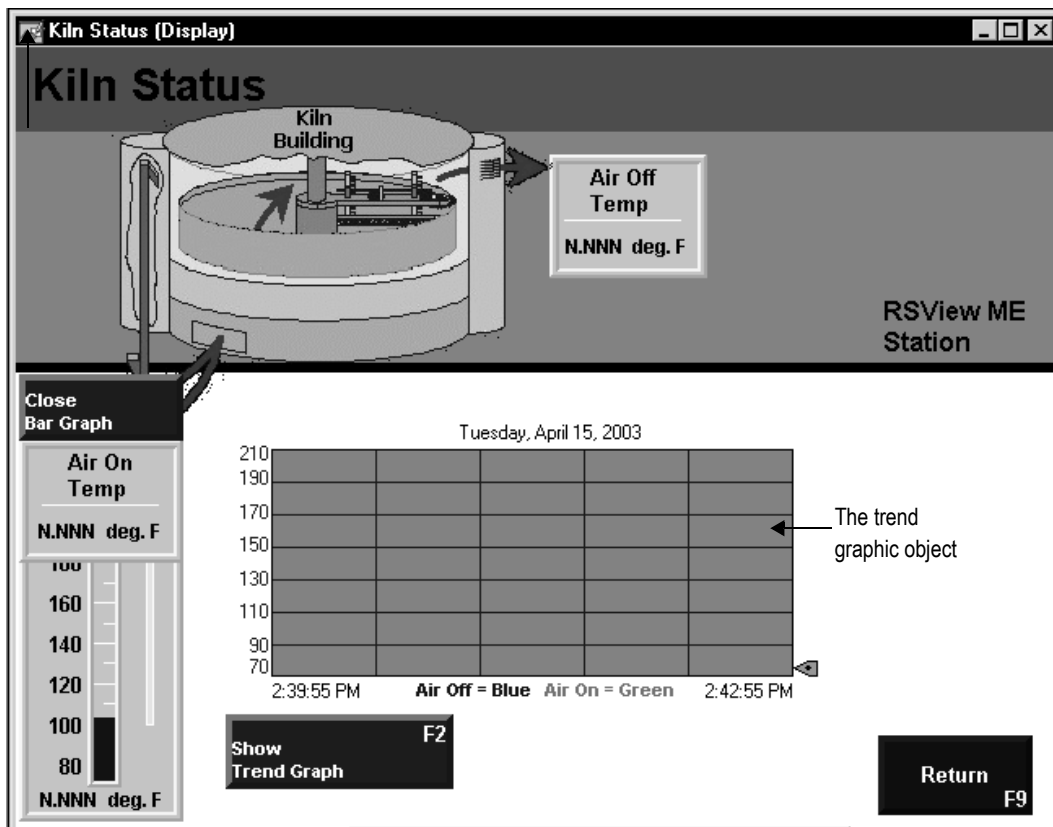 Kiln Status (Display)
Kiln Status
Kiln
Building
Air Off
Temp
N.NNN deg. F
RSView ME
Station
Close
Bar Graph
Air On
Temp
N.NNN deg. F
160
140
120
100
80
N.NNN deg. F
Tuesday, April 15, 2003
210
190
170
150
130
110
90
70
2:39:55 PM
Air Off = Blue Air On = Green
2:42:55 PM
The trend
graphic object
Show
Trend Graph
F2
Return
F9